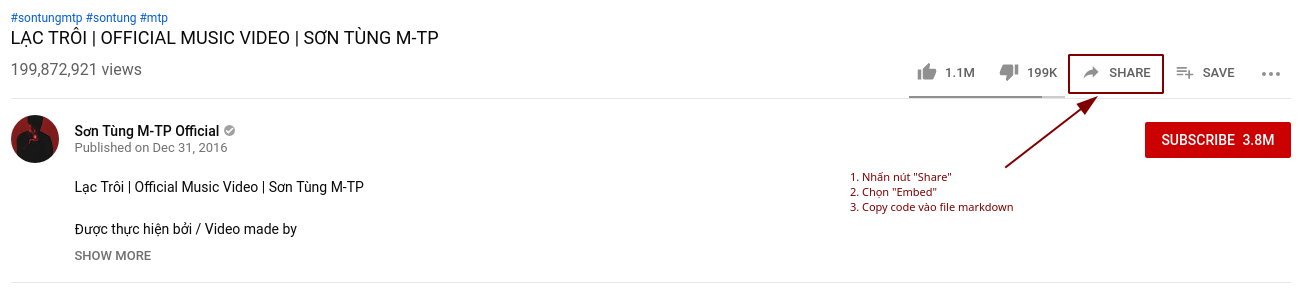 #sontungmtp #sontung #mtp
LẠC TRÔI | OFFICIAL MUSIC VIDEO | SƠN TÙNG M-TP
199,872,921 views
1.1M 199K SHARE SAVE
Sơn Tùng M-TP Official
Published on Dec 31, 2016
SUBSCRIBE 3.8M
Lạc Trôi | Official Music Video | Sơn Tùng M-TP
1. Nhấn nút "Share"
2. Chọn "Embed"
3. Copy code vào file markdown
Được thực hiện bởi / Video made by
SHOW MORE